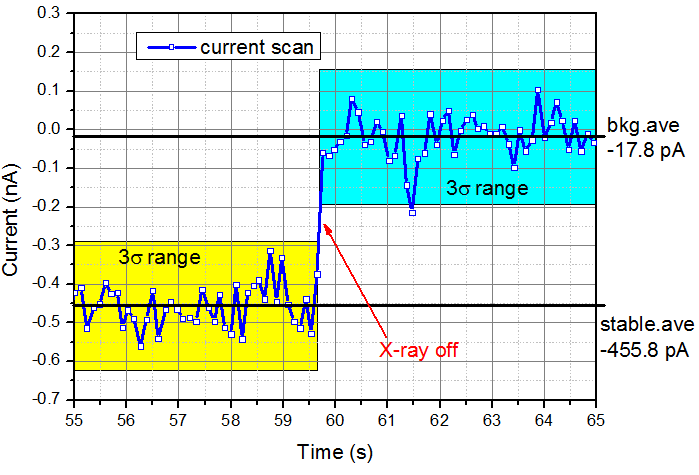 0.3
0.2
0.1
0.0
-0.1
-0.2
-0.3
-0.4
-0.5
-0.6
-0.7
Current (nA)
current scan
3σ range
3σ range
X-ray off
bkg.ave
-17.8 pA
stable.ave
-455.8 pA
55 56 57 58 59 60 61 62 63 64 65
Time (s)